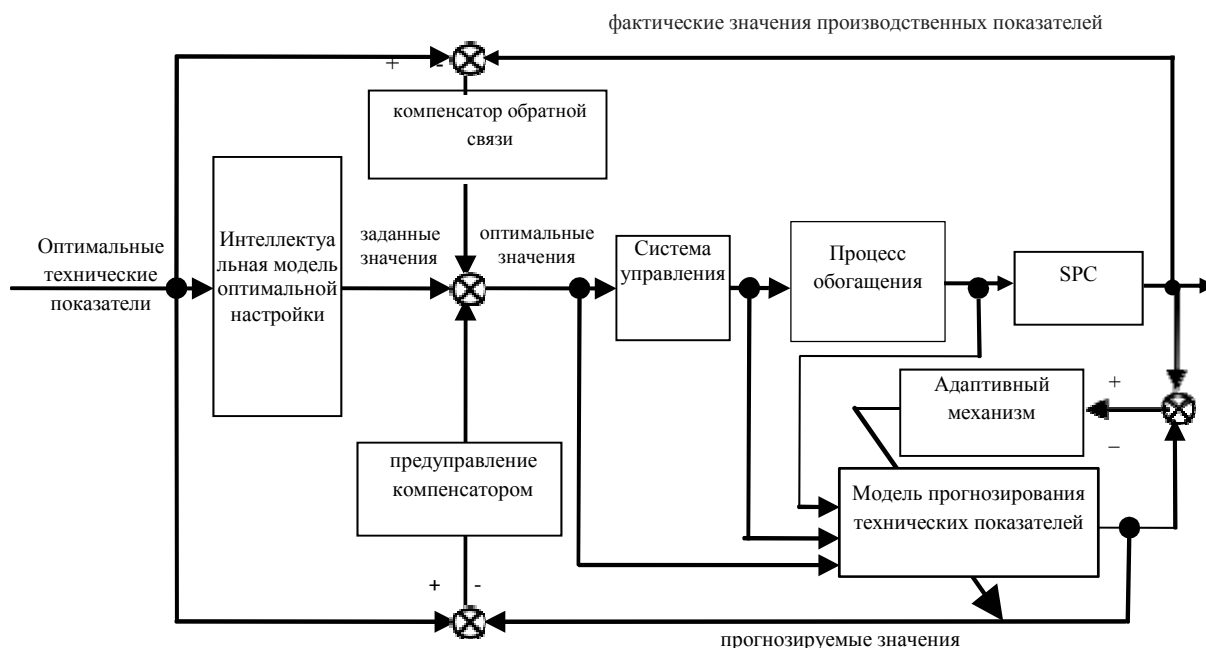 фактические значения производственных показателей
+ -
компенсатор обратной
связи
Оптимальные
технические
показатели
Интеллектуа
льная модель
оптимальной
настройки
заданные
значения
оптимальные
значения
Система
управления
Процесс
обогащения
SPC
Адаптивный
механизм
+
–
предуправление
компенсатором
Модель прогнозирования
технических показателей
+ -
прогнозируемые значения